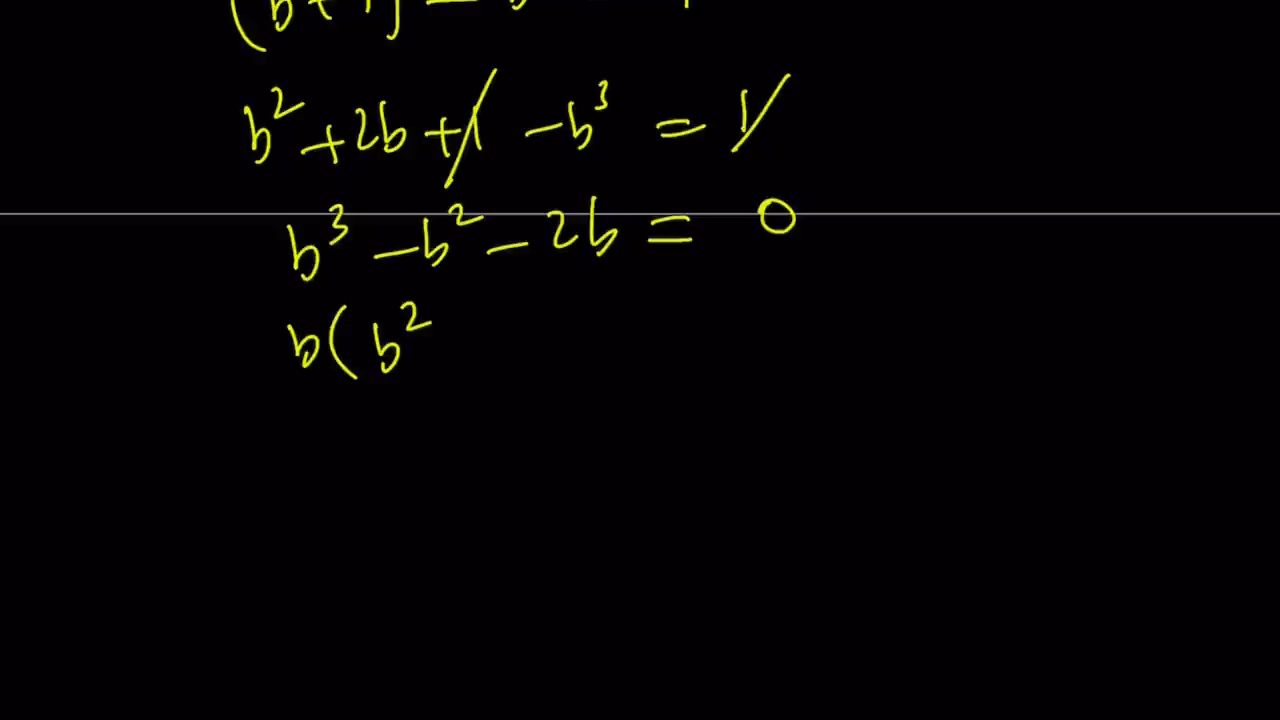 b² + 2b + 1 - b³ = 1
b³ - b² - 2b = 0
b(b²